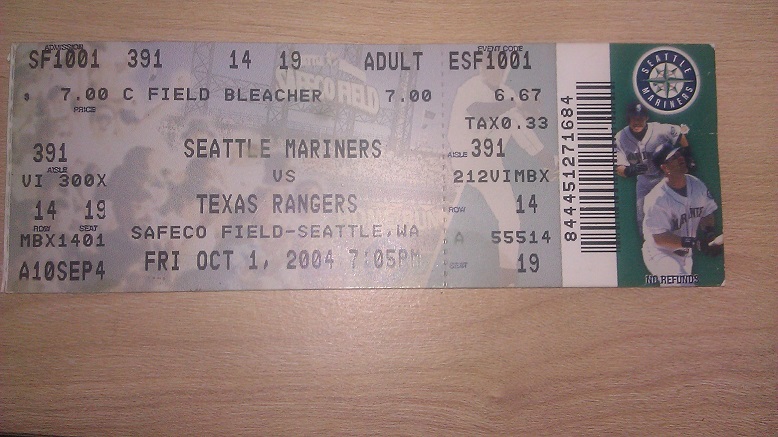 ADMISSION EVENT CODE
SF1001 391 14 19 ADULT ESF1001
$ 7.00 C FIELD BLEACHER 7.00 6.67
PRICE
TAX0.33
391 SEATTLE MARINERS AISLE 391
AISLE
VI 300X VS 212VIMBX
14 19 TEXAS RANGERS ROW 14
ROW SEAT
MBX1401 SAFECO FIELD-SEATTLE,WA A 55514
A10SEP4 FRI OCT 1, 2004 7:05PM SEAT 19
844451271684
SEATTLE MARINERS
NO REFUNDS
SAFECO FIELD